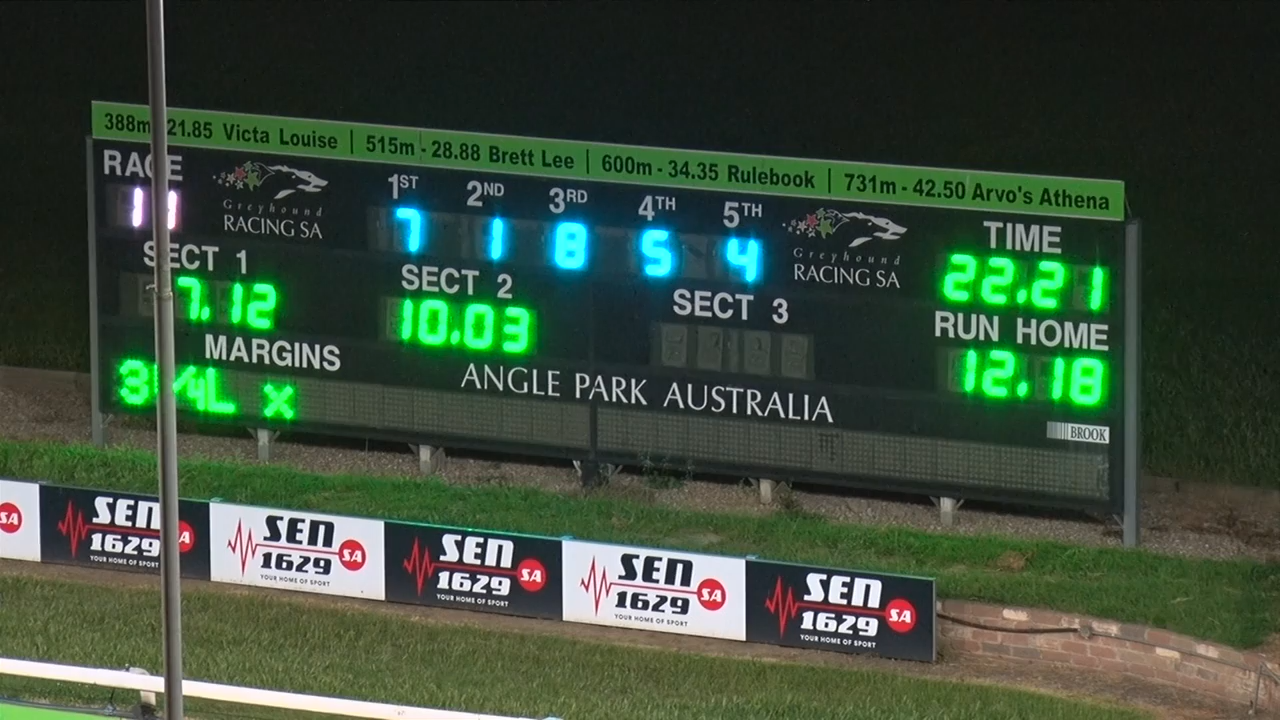 388m 21.85 Victa Louise | 515m - 28.88 Brett Lee | 600m - 34.35 Rulebook | 731m - 42.50 Arvo's Athena
RACE
11
Greyhound
RACING SA
1ST 2ND 3RD 4TH 5TH
7 1 8 5 4
Greyhound
RACING SA
TIME
22.21
SECT 1
7.12
SECT 2
10.03
SECT 3
RUN HOME
12.18
MARGINS
3 /4L x
ANGLE PARK AUSTRALIA
BROOK
SA
SEN
1629
SA
YOUR HOME OF SPORT
SEN
1629
SA
YOUR HOME OF SPORT
SEN
1629
SA
YOUR HOME OF SPORT
SEN
1629
SA
YOUR HOME OF SPORT
SEN
1629
SA
YOUR HOME OF SPORT